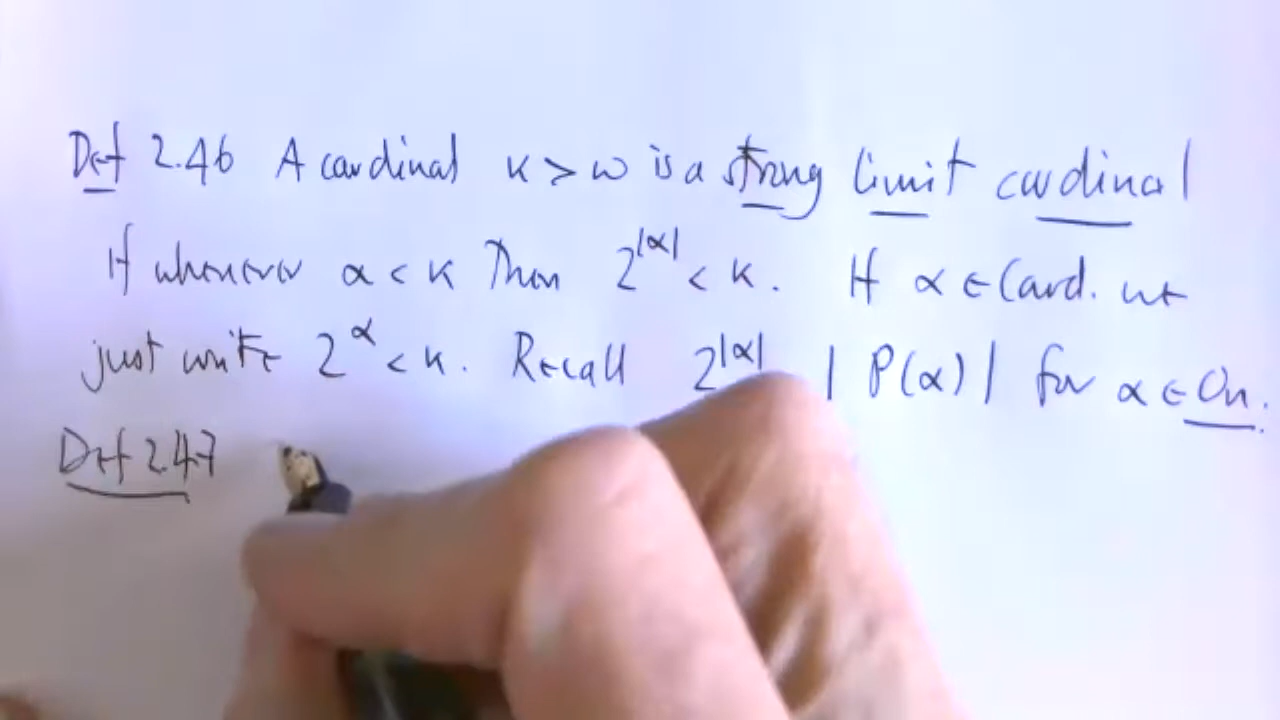 Def 2.46 A cardinal κ > ω is a strong limit cardinal
If whenever α < κ Then 2^|α| < κ. If α ∈ Card. we
just write 2^α < κ. Recall 2^|α| |P(α)| for α ∈ On.
Def 2.47